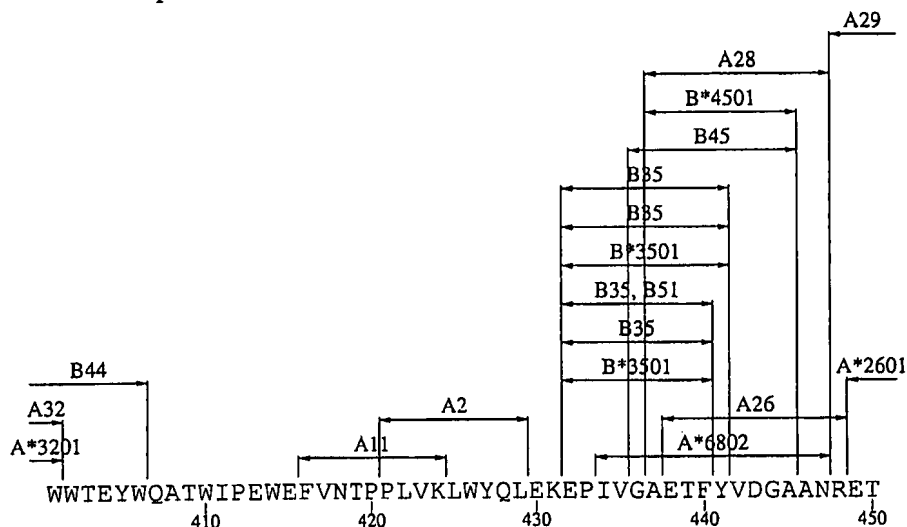 A29
A28
B*4501
B45
B35
B35
B*3501
B35, B51
B35
B44 B*3501 A*2601
A32 A2 A26
A*3201 A11 A*6802
WWTEYWQATWIPEWEFVNTPPLVKLWYQLEKEPIVGAETFYVDGAANRET
410 420 430 440 450